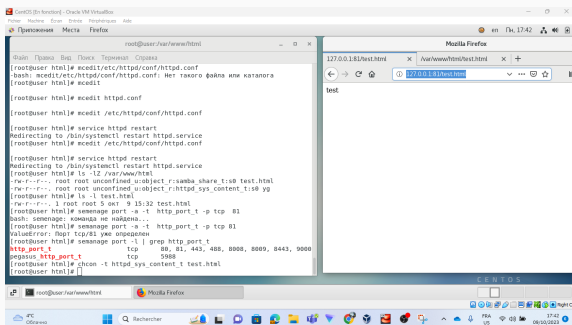 CentOS [En fonction] - Oracle VM VirtualBox
Fichier Machine Écran Entrée Périphériques Aide
Приложения Места Firefox en Пн, 17:42
root@user:/var/www/html
Файл Правка Вид Поиск Терминал Справка
[root@user html]# mcedit/etc/httpd/conf/httpd.conf
-bash: mcedit/etc/httpd/conf/httpd.conf: Нет такого файла или каталога
[root@user html]# mcedit
[root@user html]# mcedit httpd.conf
[root@user html]# mcedit /etc/httpd/conf/httpd.conf
[root@user html]# service httpd restart
Redirecting to /bin/systemctl restart httpd.service
[root@user html]# mcedit /etc/httpd/conf/httpd.conf
[root@user html]# service httpd restart
Redirecting to /bin/systemctl restart httpd.service
[root@user html]# ls -lZ /var/www/html
-rw-r--r--. root root unconfined_u:object_r:samba_share_t:s0 test.html
-rw-r--r--. root root unconfined_u:object_r:httpd_sys_content_t:s0 yg
[root@user html]# ls -l test.html
-rw-r--r--. 1 root root 5 окт 9 15:32 test.html
[root@user html]# semenage port -a -t http_port_t -p tcp 81
bash: semenage: команда не найдена...
[root@user html]# semanage port -a -t http_port_t -p tcp 81
ValueError: Порт tcp/81 уже определен
[root@user html]# semanage port -l | grep http_port_t
http_port_t tcp 80, 81, 443, 488, 8008, 8009, 8443, 9000
pegasus_http_port_t tcp 5988
[root@user html]# chcon -t httpd_sys_content_t test.html
[root@user html]#
Mozilla Firefox
127.0.0.1:81/test.html × /var/www/html/test.html × +
127.0.0.1:81/test.html
test
CENTOS
root@user:/var/www/html Mozilla Firefox
Right C
4°C
Обlачно
Rechercher
FRA
US
17:42
09/10/2023